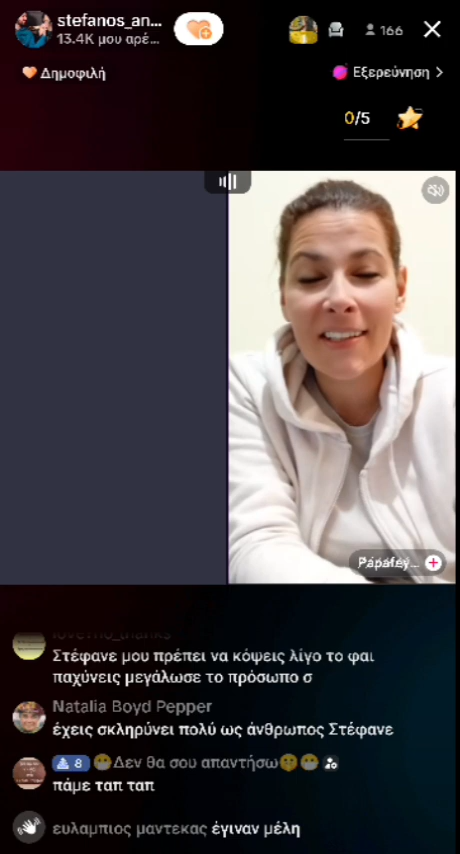 stefanos_an...
13.4K μου αρέ...
166
Δημοφιλή
Εξερεύνηση >
0/5
Papafey...
Στέφανε μου πρέπει να κόψεις λίγο το φαι
παχύνεις μεγάλωσε το πρόσωπο σ
Natalia Boyd Pepper
έχεις σκληρύνει πολύ ως άνθρωπος Στέφανε
8 😷Δεν θα σου απαντήσω🤫😷
πάμε ταπ ταπ
ευλαμπιος μαντεκας έγιναν μέλη